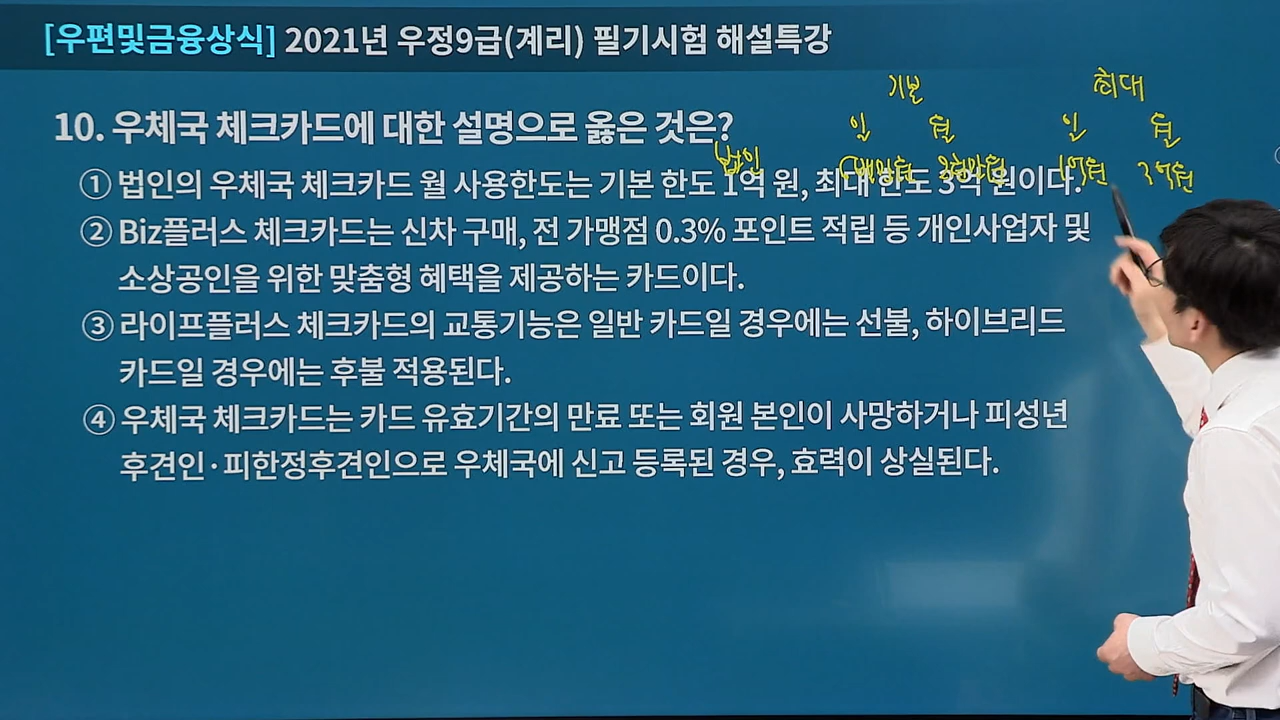 [우편및금융상식] 2021년 우정9급(계리) 필기시험 해설특강
기본 최대
10. 우체국 체크카드에 대한 설명으로 옳은 것은?
일 월 일 월
법인 1억원 3억원
① 법인의 우체국 체크카드 월 사용한도는 기본 한도 1억 원, 최대 한도 3억 원이다.
② Biz플러스 체크카드는 신차 구매, 전 가맹점 0.3% 포인트 적립 등 개인사업자 및
소상공인을 위한 맞춤형 혜택을 제공하는 카드이다.
③ 라이프플러스 체크카드의 교통기능은 일반 카드일 경우에는 선불, 하이브리드
카드일 경우에는 후불 적용된다.
④ 우체국 체크카드는 카드 유효기간의 만료 또는 회원 본인이 사망하거나 피성년
후견인·피한정후견인으로 우체국에 신고 등록된 경우, 효력이 상실된다.